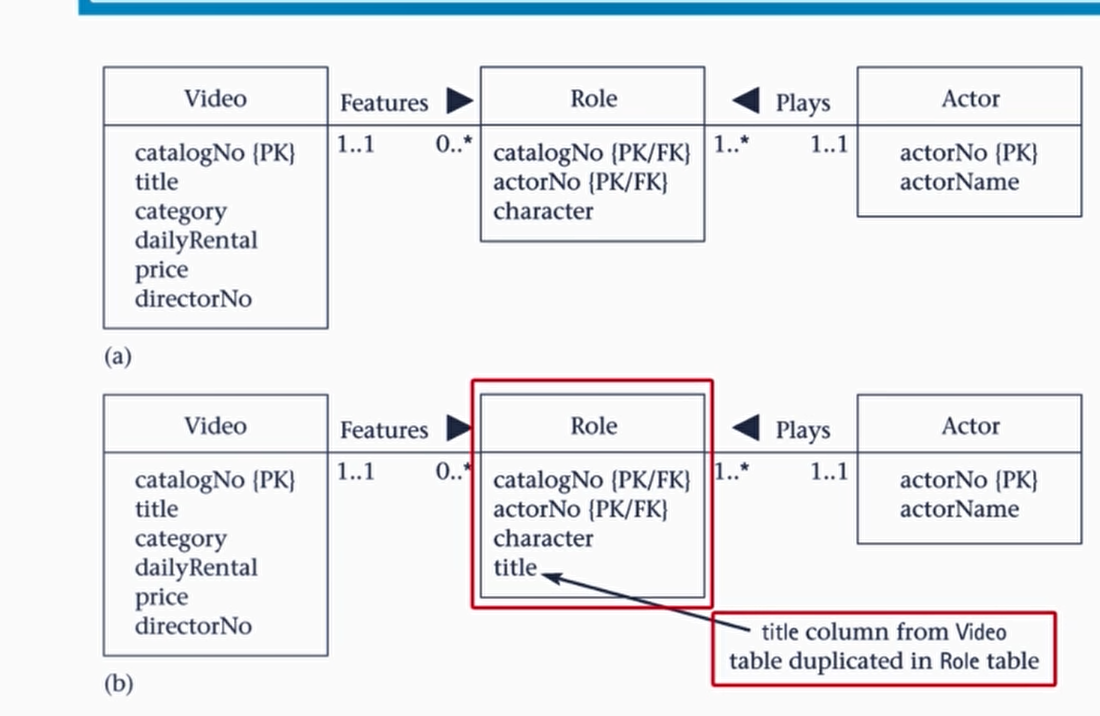 Video
Features ▶
Role
◀ Plays
Actor
1..1
0..*
1..*
1..1
catalogNo {PK}
title
category
dailyRental
price
directorNo
catalogNo {PK/FK}
actorNo {PK/FK}
character
actorNo {PK}
actorName
(a)
Video
Features ▶
Role
◀ Plays
Actor
1..1
0..*
1..*
1..1
catalogNo {PK}
title
category
dailyRental
price
directorNo
catalogNo {PK/FK}
actorNo {PK/FK}
character
title
actorNo {PK}
actorName
title column from Video
table duplicated in Role table
(b)